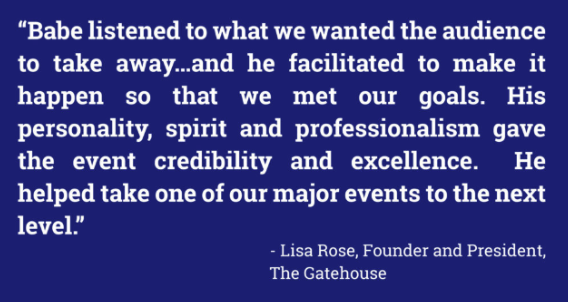 “Babe listened to what we wanted the audience
to take away...and he facilitated to make it
happen so that we met our goals. His
personality, spirit and professionalism gave
the event credibility and excellence.  He
helped take one of our major events to the next
level.”
- Lisa Rose, Founder and President,
The Gatehouse